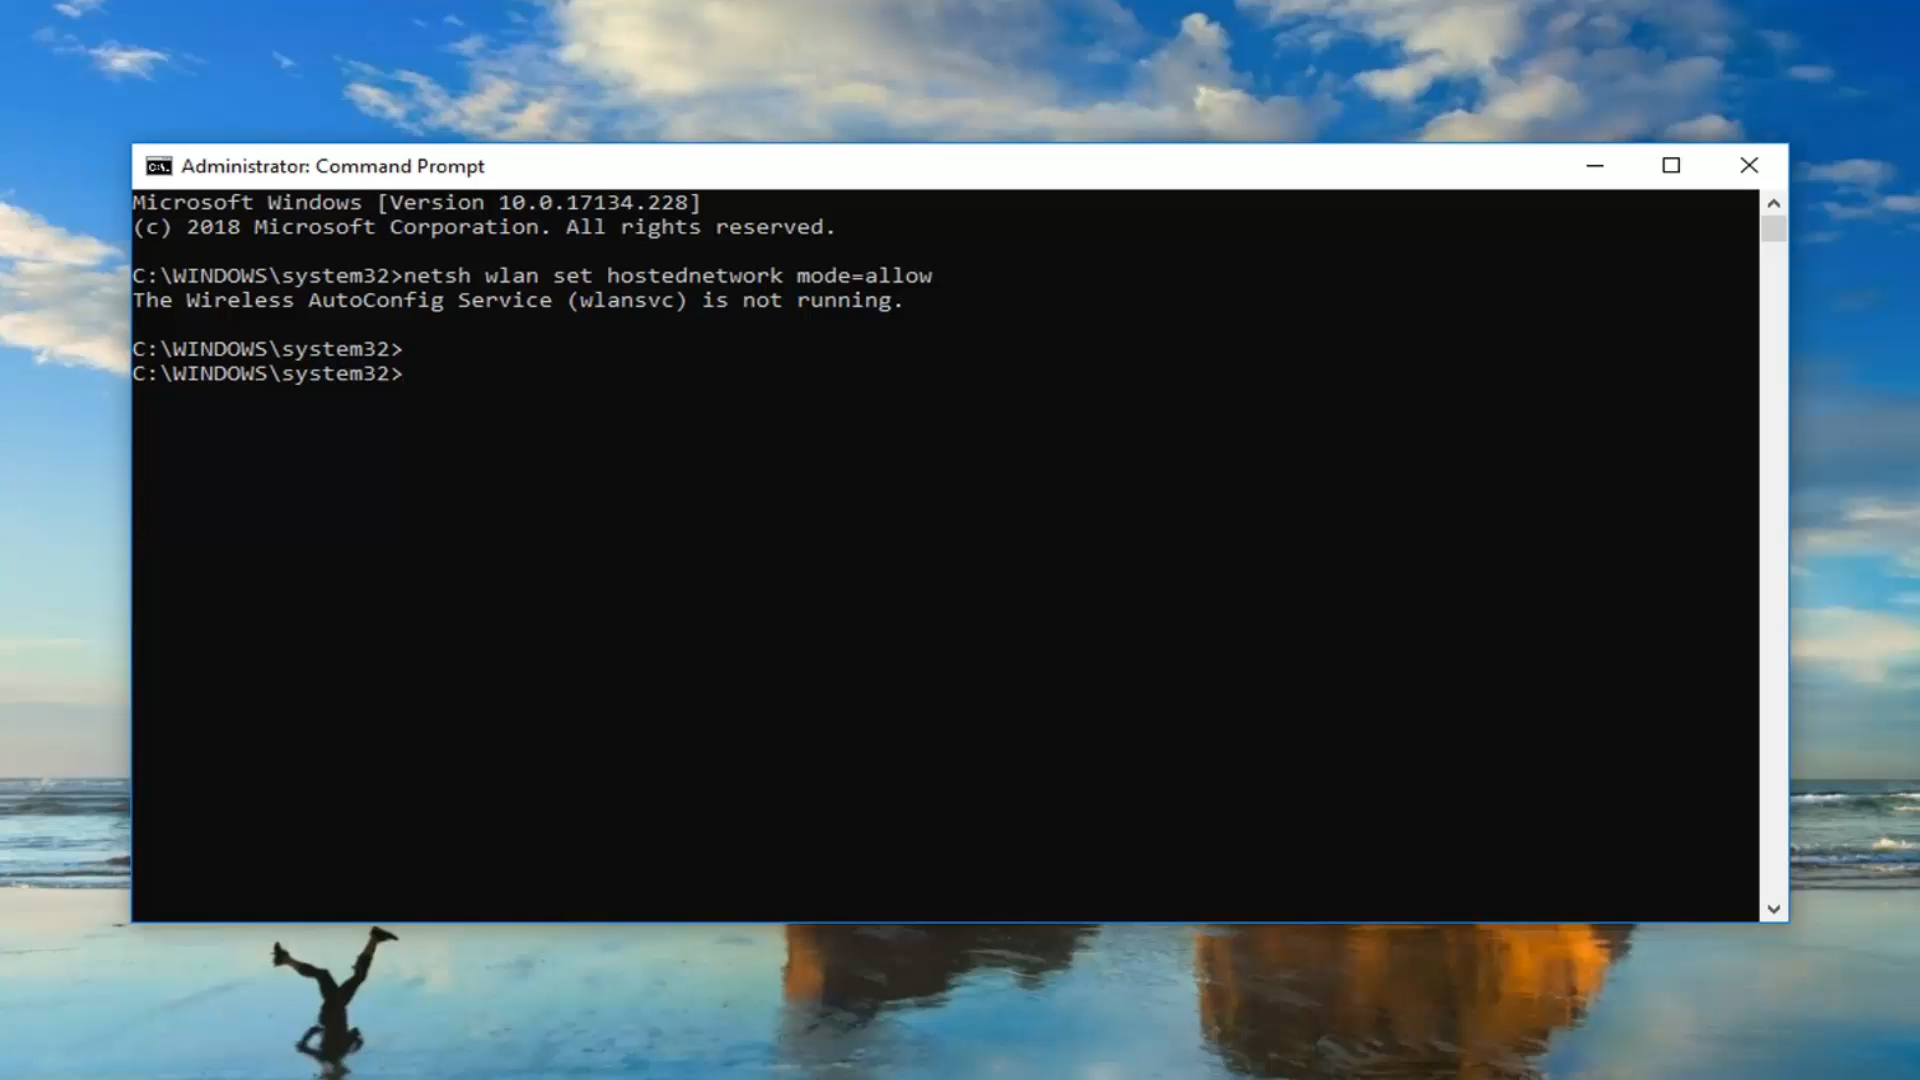 Administrator: Command Prompt
Microsoft Windows [Version 10.0.17134.228]
(c) 2018 Microsoft Corporation. All rights reserved.
C:\WINDOWS\system32>netsh wlan set hostednetwork mode=allow
The Wireless AutoConfig Service (wlansvc) is not running.
C:\WINDOWS\system32>
C:\WINDOWS\system32>